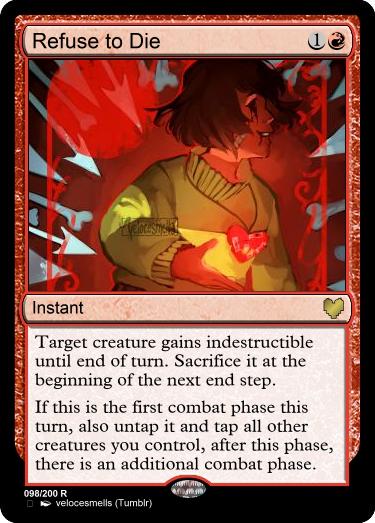 Refuse to Die 1
velocesmells
Instant
Target creature gains indestructible
until end of turn. Sacrifice it at the
beginning of the next end step.
If this is the first combat phase this
turn, also untap it and tap all other
creatures you control, after this phase,
there is an additional combat phase.
098/200 R
velocesmells (Tumblr)